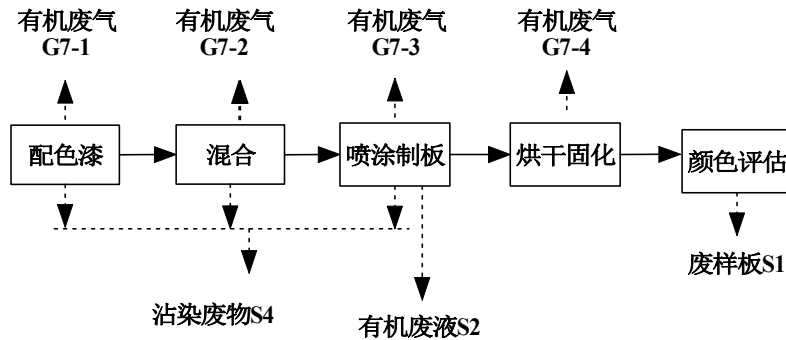 有机废气 有机废气 有机废气 有机废气
G7-1 G7-2 G7-3 G7-4
配色漆 混合 喷涂制板 烘干固化 颜色评估
废样板S1
沾染废物S4 有机废液S2